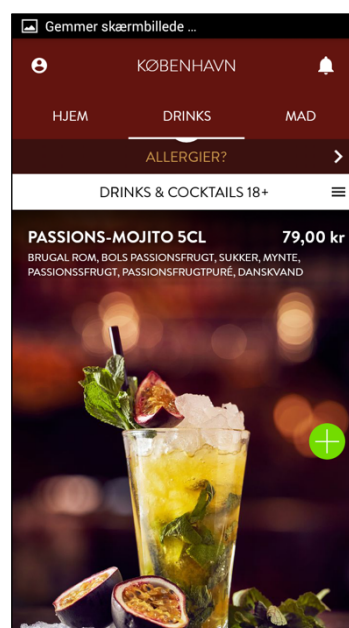 Gemmer skærmbillede ...
KØBENHAVN
HJEM DRINKS MAD
ALLERGIER?
DRINKS & COCKTAILS 18+
PASSIONS-MOJITO 5CL 79,00 kr
BRUGAL ROM, BOLS PASSIONSFRUGT, SUKKER, MYNTE,
PASSIONSSFRUGT, PASSIONSFRUGTPURÉ, DANSKVAND